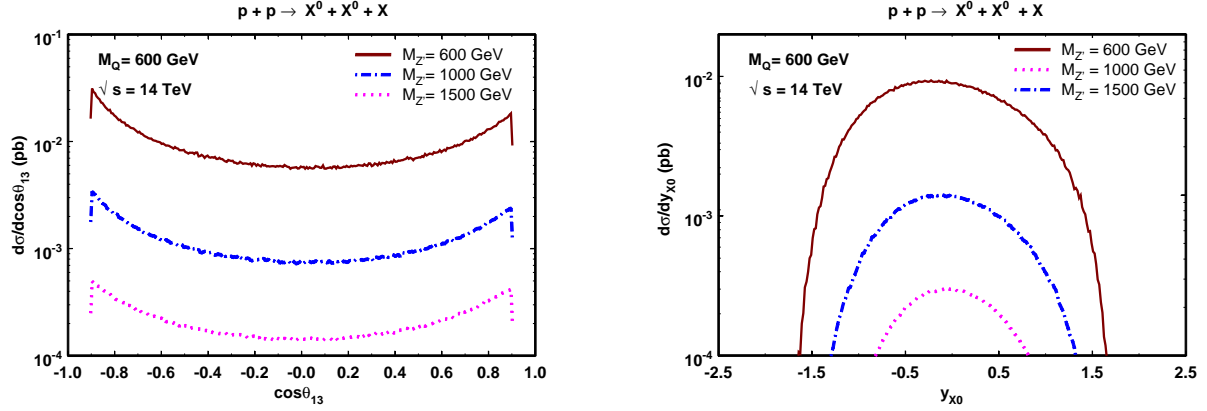 p + p → X⁰ + X⁰ + X
M_Q= 600 GeV
√ s = 14 TeV
M_Z'= 600 GeV
M_Z'= 1000 GeV
M_Z'= 1500 GeV
dσ/dcosθ₁₃ (pb)
10⁻¹
10⁻²
10⁻³
10⁻⁴
-1.0 -0.8 -0.6 -0.4 -0.2 -0.0 0.2 0.4 0.6 0.8 1.0
cosθ₁₃
p + p → X⁰ + X⁰ + X
M_Q= 600 GeV
√ s = 14 TeV
M_Z'= 600 GeV
M_Z'= 1000 GeV
M_Z'= 1500 GeV
dσ/dy_X0 (pb)
10⁻²
10⁻³
10⁻⁴
-2.5 -1.5 -0.5 0.5 1.5 2.5
y_X0